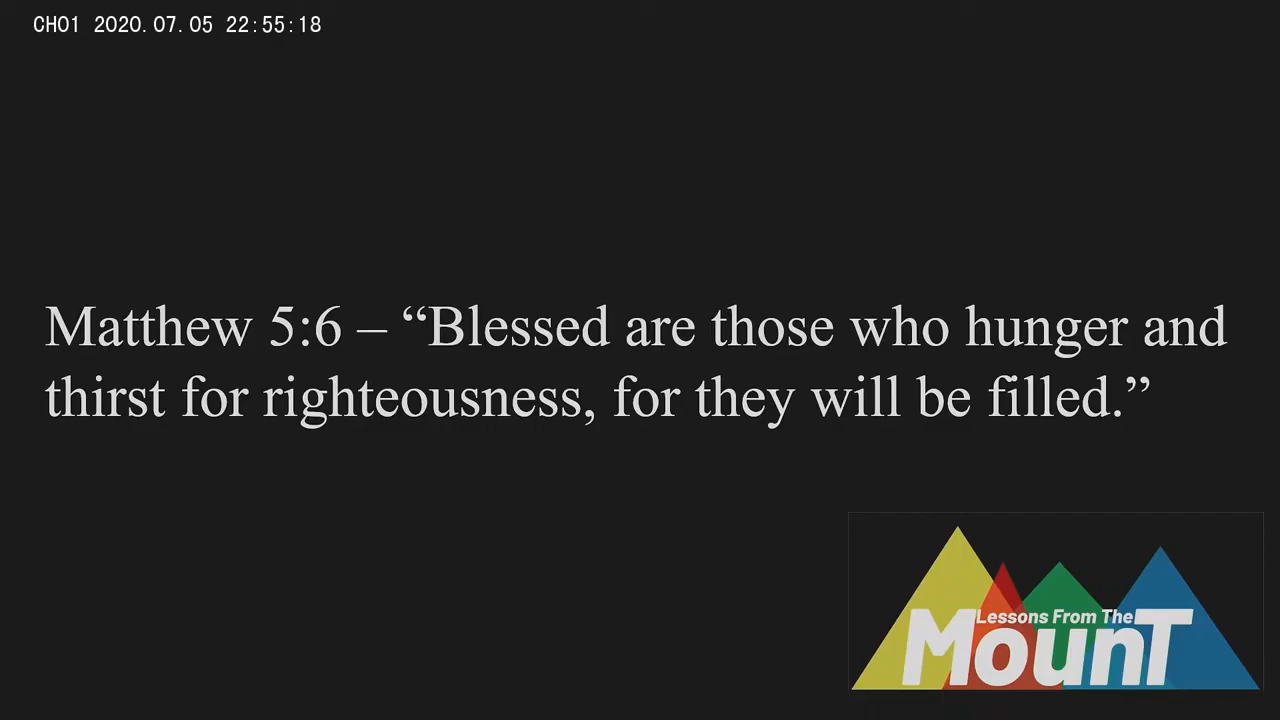 CH01 2020.07.05 22:55:18
Matthew 5:6 – “Blessed are those who hunger and
thirst for righteousness, for they will be filled.”
Lessons From The
MounT